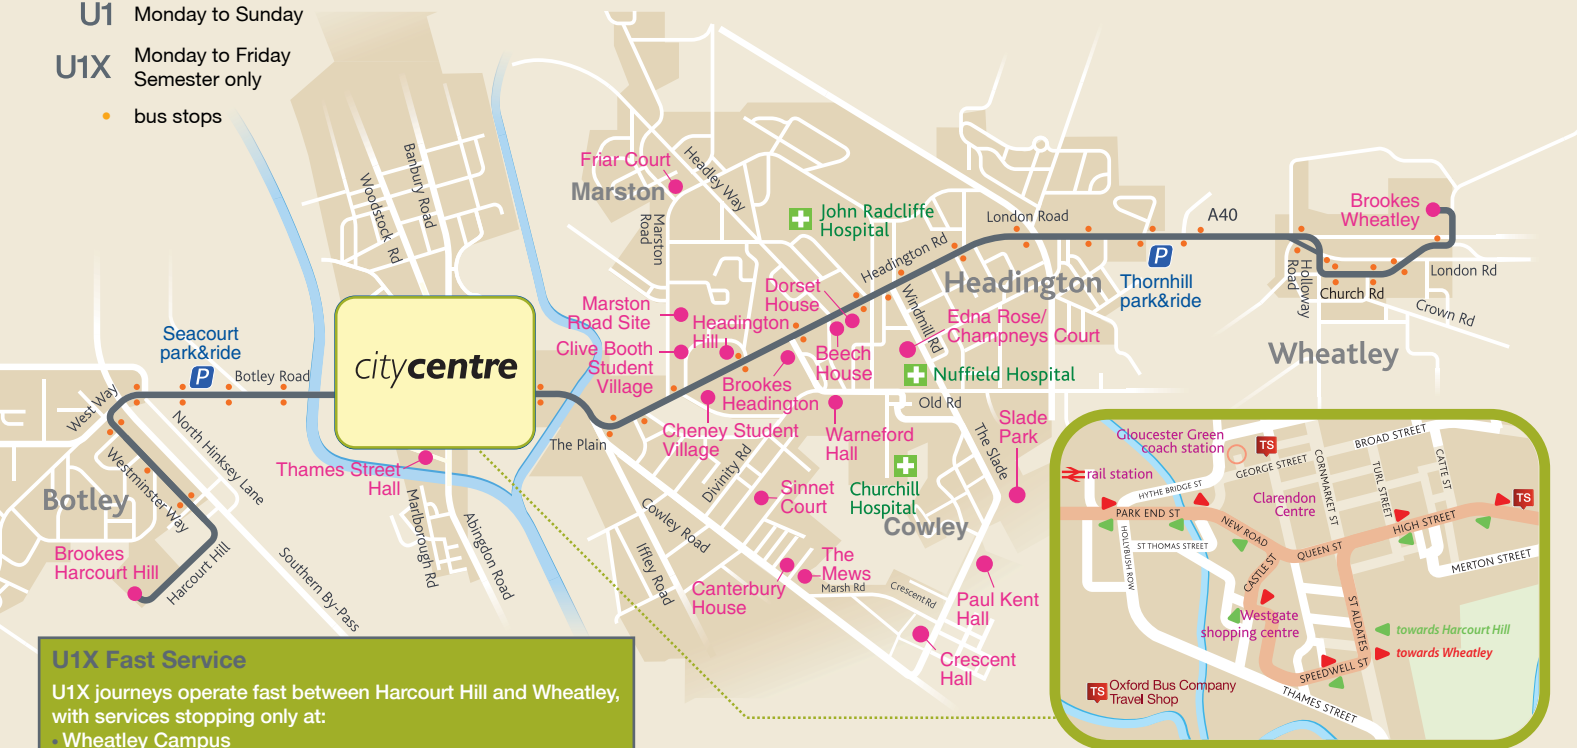 U1 Monday to Sunday
U1X Monday to Friday
Semester only
bus stops
Banbury Road
Woodstock Rd
Friar Court
Marston
Headley Way
Marston
Road
John Radcliffe
Hospital
Headington Rd
London Road
A40
Brookes
Wheatley
Thornhill
park&ride
P
Holloway
Road
Church Rd
London Rd
Crown Rd
Wheatley
Headington
Windmill Rd
Dorset
House
Marston
Road Site
Headington
Hill
Clive Booth
Student
Village
Edna Rose/
Champneys Court
Beech
House
Nuffield Hospital
Brookes
Headington
Old Rd
Cheney Student
Village
Warneford
Hall
Slade
Park
The Slade
Seacourt
park&ride
P
Botley Road
citycentre
West Way
North Hinksey Lane
The Plain
Thames Street
Hall
Divinity Rd
Sinnet
Court
Churchill
Hospital
Cowley
Botley
Westminster Way
Marlborough Rd
Abingdon Road
Cowley Road
Iffley Road
Brookes
Harcourt Hill
Harcourt Hill
Southern By-Pass
The
Mews
Canterbury
House
Marsh Rd
Crescent Rd
Paul Kent
Hall
Crescent
Hall
U1X Fast Service
U1X journeys operate fast between Harcourt Hill and Wheatley,
with services stopping only at:
• Wheatley Campus
Gloucester Green
coach station
TS
BROAD STREET
GEORGE STREET
CORNMARKET ST
TURL STREET
CATTE ST
rail station
HYTHE BRIDGE ST
Clarendon
Centre
TS
PARK END ST
NEW ROAD
HIGH STREET
ST THOMAS STREET
QUEEN ST
HOLLYBUSH ROW
CASTLE ST
MERTON STREET
Westgate
shopping centre
ST ALDATES
towards Harcourt Hill
towards Wheatley
SPEEDWELL ST
THAMES STREET
TS Oxford Bus Company
Travel Shop